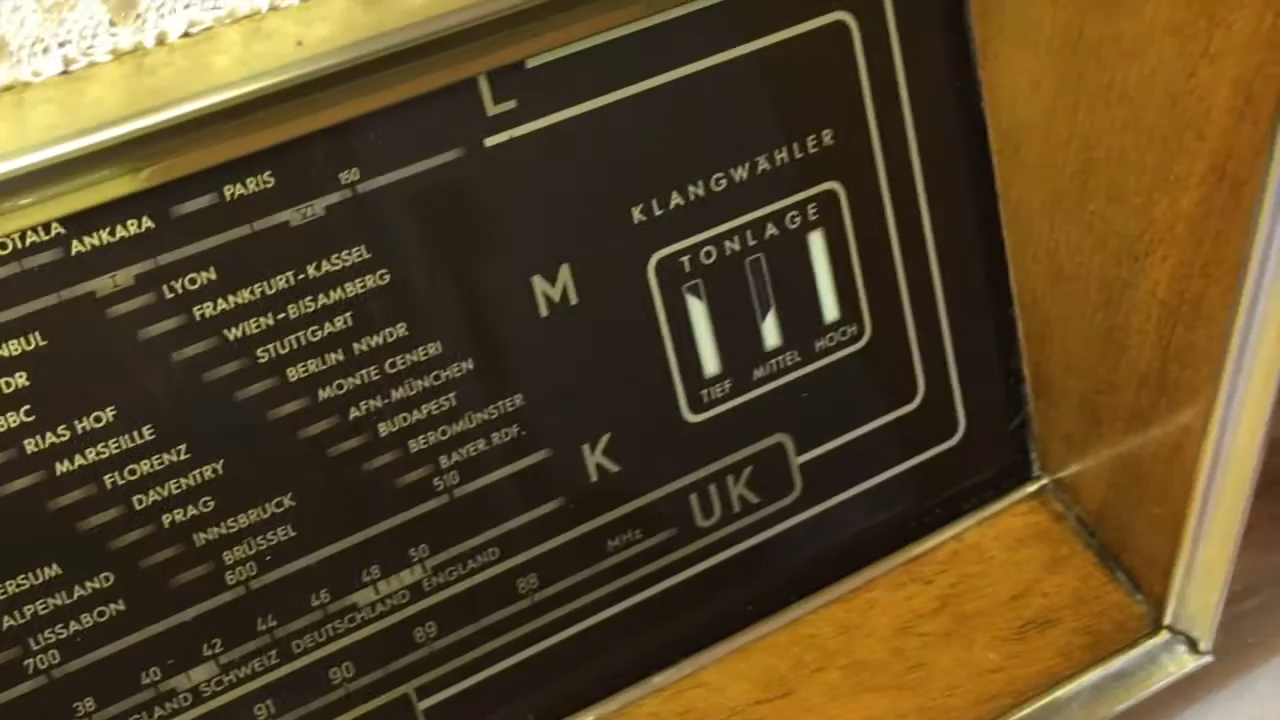 L
PARIS
150
ANKARA
LYON
FRANKFURT-KASSEL
WIEN-BISAMBERG
STUTTGART
BERLIN NWDR
MONTE CENERI
AFN-MÜNCHEN
BUDAPEST
BEROMÜNSTER
BAYER.RDF.
510
M
KLANGWÄHLER
TONLAGE
TIEF MITTEL HOCH
BBC
RIAS HOF
MARSEILLE
FLORENZ
DAVENTRY
PRAG
INNSBRUCK
BRÜSSEL
600
ALPENLAND
LISSABON
700
K
38 40 42 44 46 48 50
SCHWEIZ DEUTSCHLAND ENGLAND
UK
MHz
91 90 89 88